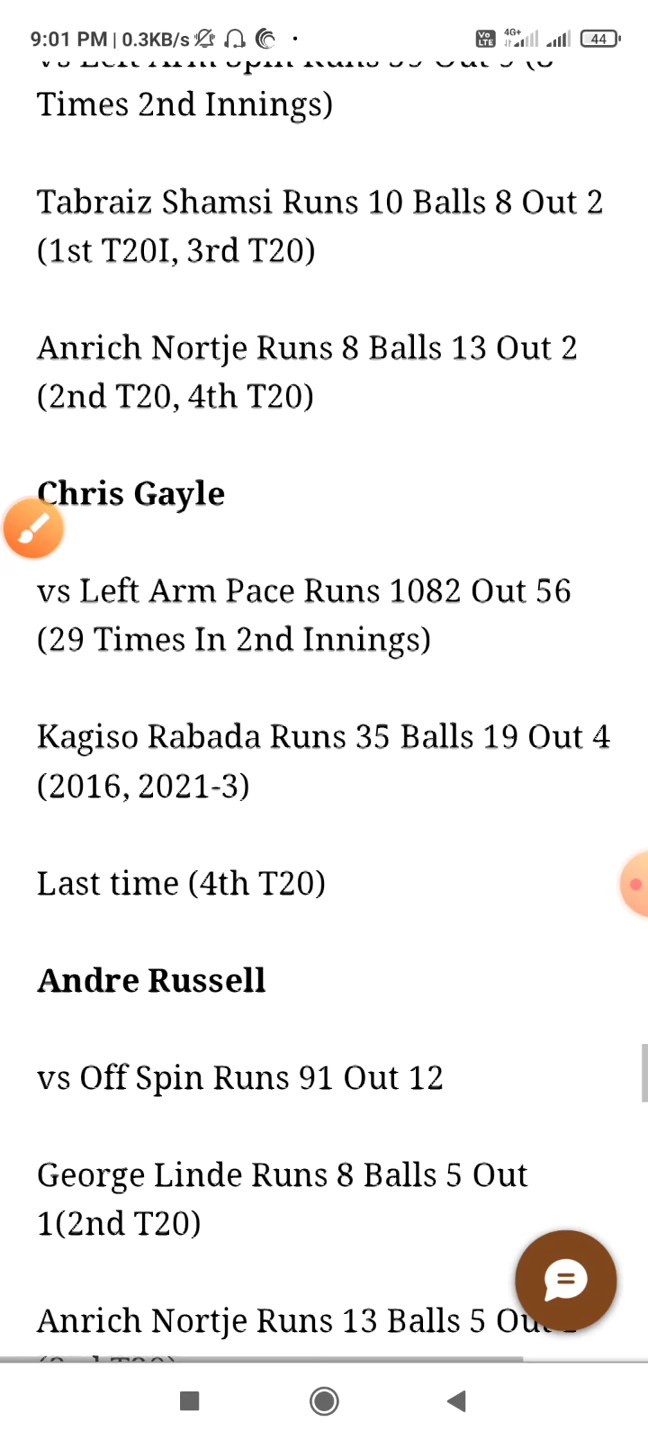 9:01 PM | 0.3KB/s
Vo LTE 4G+ 44
Times 2nd Innings)
Tabraiz Shamsi Runs 10 Balls 8 Out 2
(1st T20I, 3rd T20)
Anrich Nortje Runs 8 Balls 13 Out 2
(2nd T20, 4th T20)
Chris Gayle
vs Left Arm Pace Runs 1082 Out 56
(29 Times In 2nd Innings)
Kagiso Rabada Runs 35 Balls 19 Out 4
(2016, 2021-3)
Last time (4th T20)
Andre Russell
vs Off Spin Runs 91 Out 12
George Linde Runs 8 Balls 5 Out
1(2nd T20)
Anrich Nortje Runs 13 Balls 5